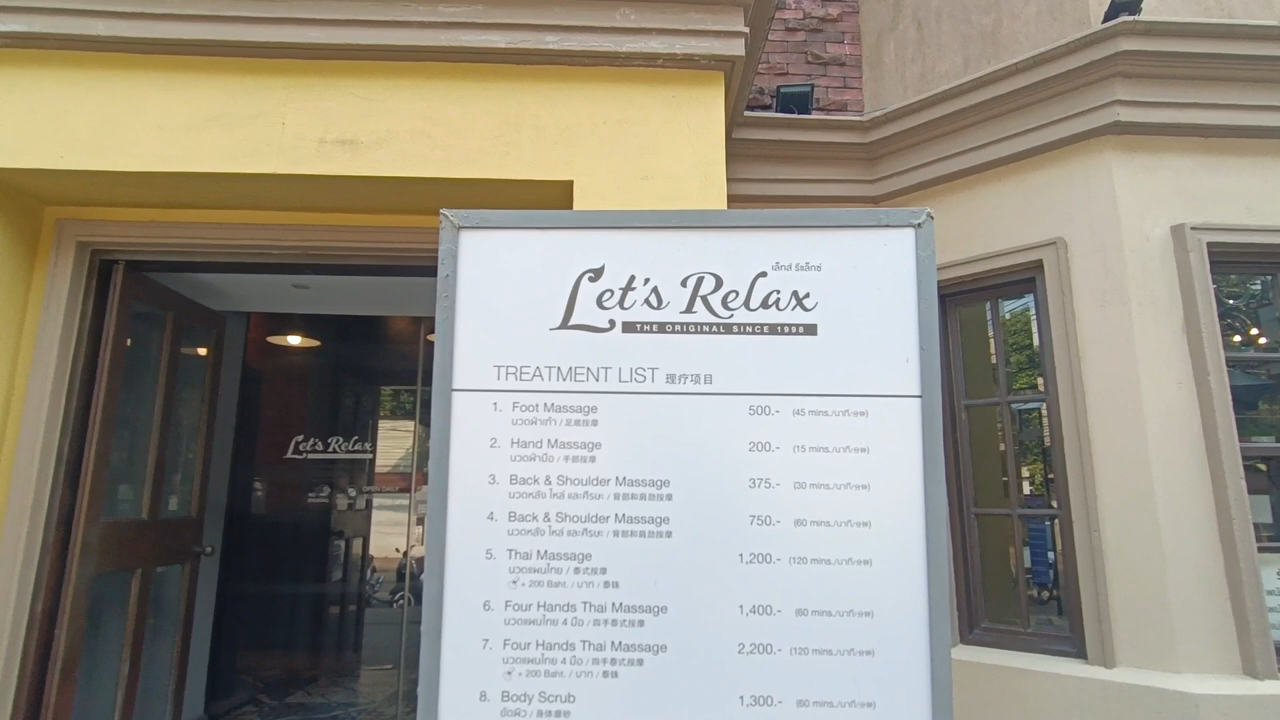 เล็ทส์ รีแล็กซ์
Let's Relax
THE ORIGINAL SINCE 1998
TREATMENT LIST 理疗项目
1. Foot Massage 500.- (45 mins./นาที/分钟)
นวดฝ่าเท้า / 足底按摩
2. Hand Massage 200.- (15 mins./นาที/分钟)
นวดฝ่ามือ / 手部按摩
3. Back & Shoulder Massage 375.- (30 mins./นาที/分钟)
นวดหลัง ไหล่ และศีรษะ / 背部和肩部按摩
4. Back & Shoulder Massage 750.- (60 mins./นาที/分钟)
นวดหลัง ไหล่ และศีรษะ / 背部和肩部按摩
5. Thai Massage 1,200.- (120 mins./นาที/分钟)
นวดแผนไทย / 泰式按摩
+ 200 Baht. / บาท / 泰铢
6. Four Hands Thai Massage 1,400.- (60 mins./นาที/分钟)
นวดแผนไทย 4 มือ / 四手泰式按摩
7. Four Hands Thai Massage 2,200.- (120 mins./นาที/分钟)
นวดแผนไทย 4 มือ / 四手泰式按摩
+ 200 Baht. / บาท / 泰铢
8. Body Scrub 1,300.- (60 mins./นาที/分钟)
ขัดผิว / 身体磨砂
Let's Relax
OPEN DAILY